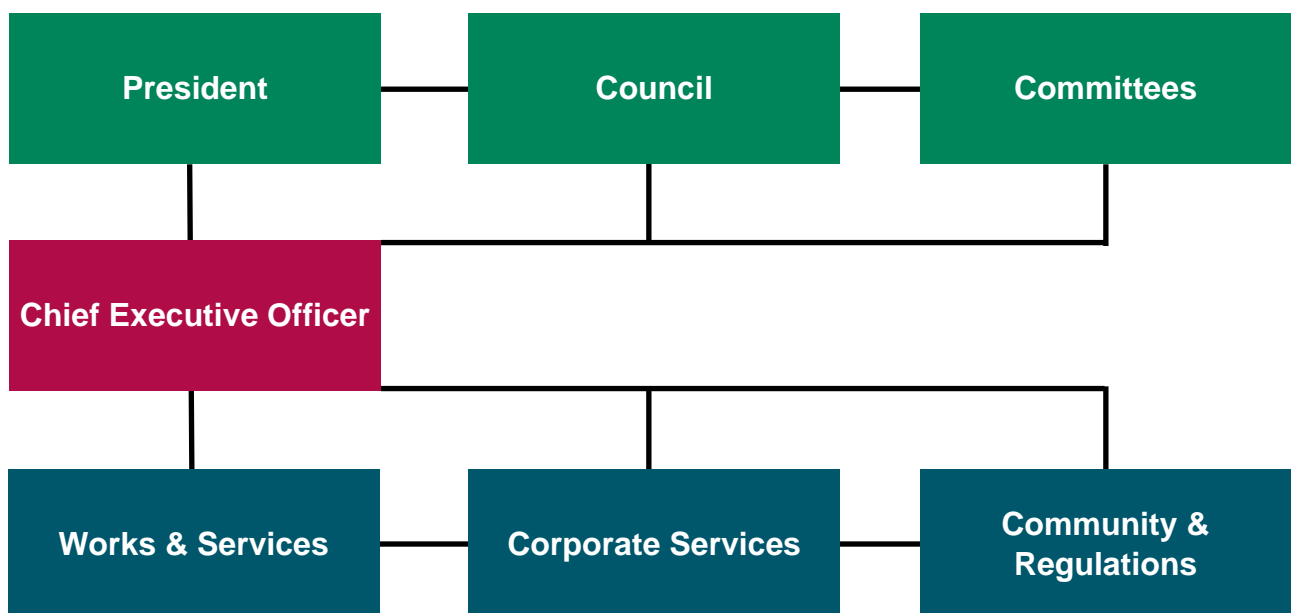 President
Council
Committees
Chief Executive Officer
Works & Services
Corporate Services
Community &
Regulations